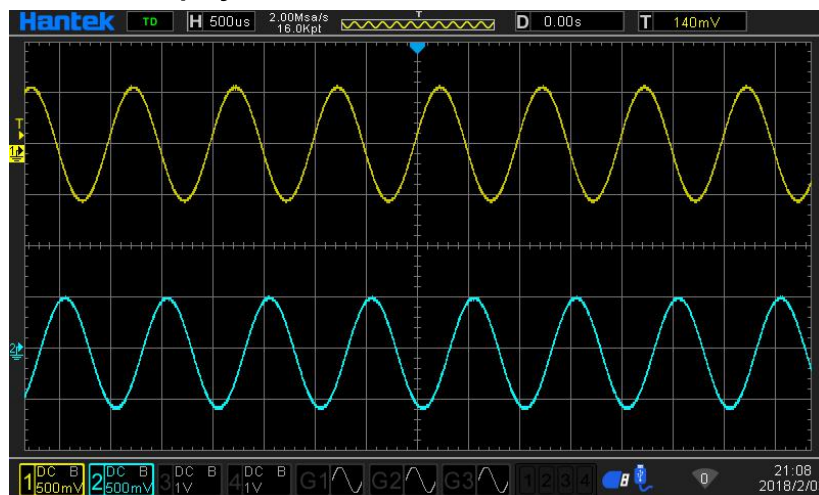 Hantek TD H 500us 2.00Msa/s 16.0Kpt T D 0.00s T 140mV
T
1
2
1 DC B 500mV 2 DC B 500mV 3 DC B 1V 4 DC B 1V G1 G2 G3 1 2 3 4 0 21:08
2018/2/0